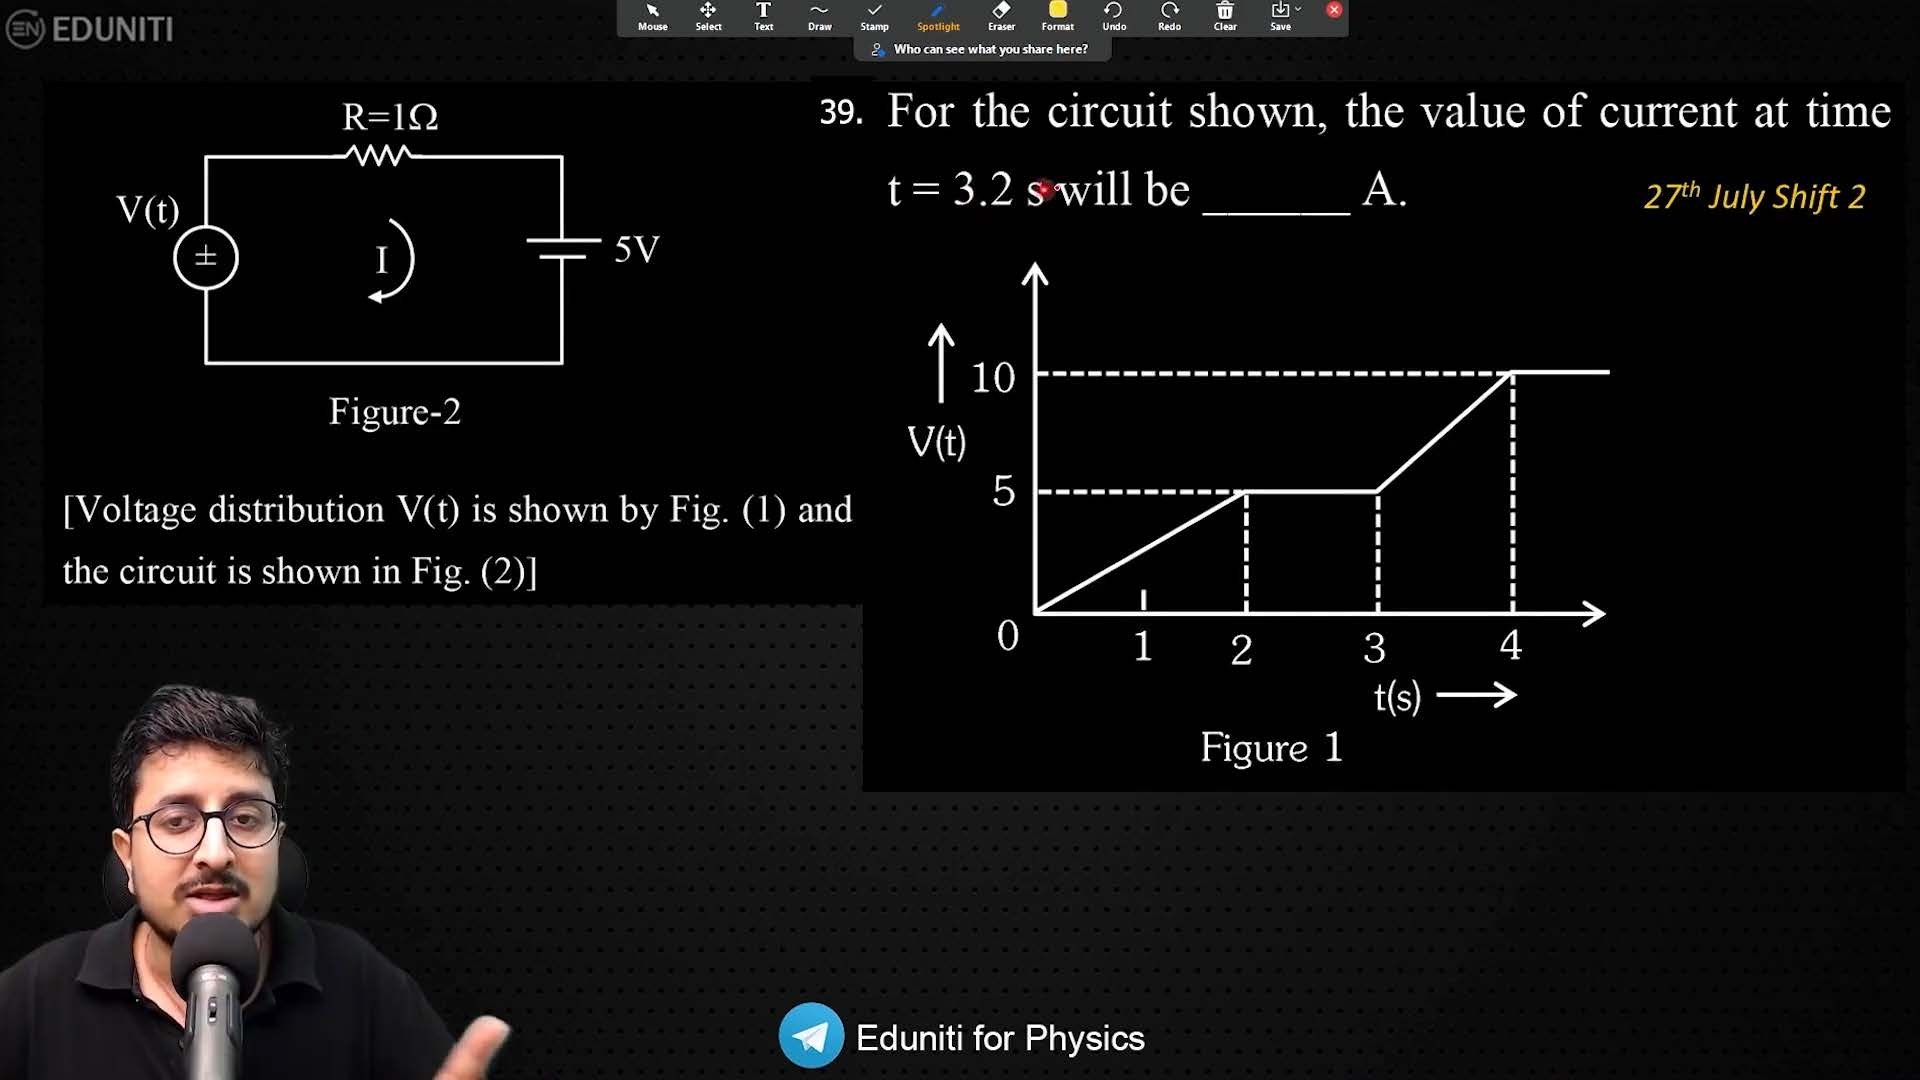 EN EDUNITI
Mouse Select Text Draw Stamp Spotlight Eraser Format Undo Redo Clear Save
Who can see what you share here?
R=1Ω
V(t)
±
I
5V
Figure-2
[Voltage distribution V(t) is shown by Fig. (1) and
the circuit is shown in Fig. (2)]
39. For the circuit shown, the value of current at time
t = 3.2 s will be ______ A.
27th July Shift 2
10
V(t)
5
0
1 2 3 4
t(s)
Figure 1
Eduniti for Physics